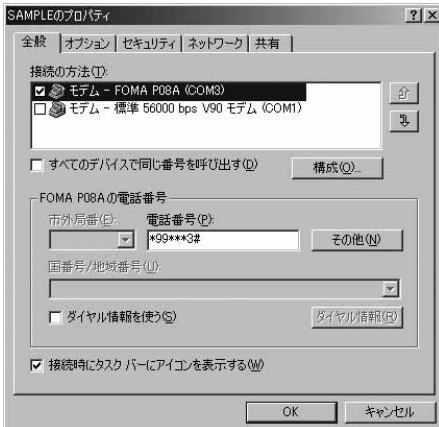 SAMPLEのプロパティ
全般 オプション セキュリティ ネットワーク 共有
接続の方法(T):
モデム - FOMA P08A (COM3)
モデム - 標準 56000 bps V90 モデム (COM1)
すべてのデバイスで同じ番号を呼び出す(D) 構成(O)...
FOMA P08Aの電話番号
市外局番(E): 電話番号(P):
*99***3# その他(N)
国番号/地域番号(U):
ダイヤル情報を使う(S) ダイヤル情報(R)
接続時にタスク バーにアイコンを表示する(W)
OK キャンセル